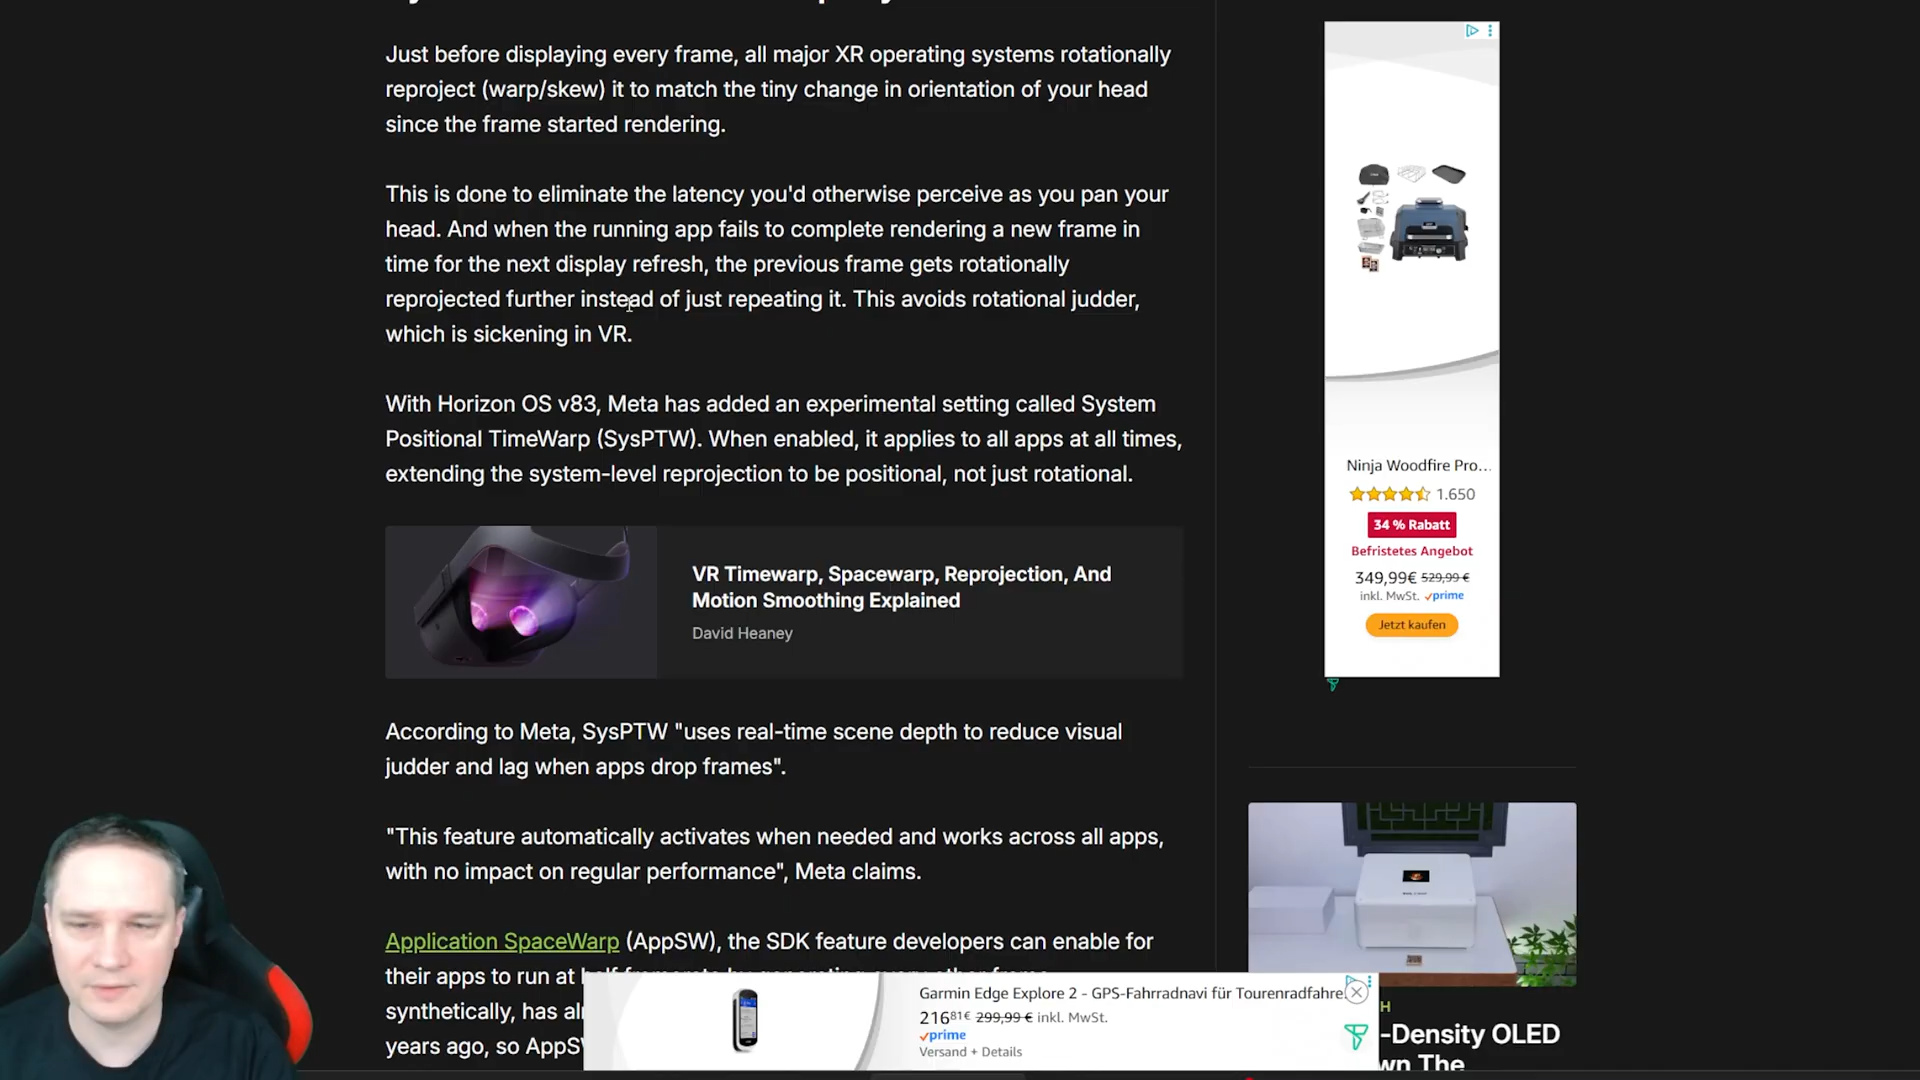 Just before displaying every frame, all major XR operating systems rotationally
reproject (warp/skew) it to match the tiny change in orientation of your head
since the frame started rendering.
This is done to eliminate the latency you'd otherwise perceive as you pan your
head. And when the running app fails to complete rendering a new frame in
time for the next display refresh, the previous frame gets rotationally
reprojected further instead of just repeating it. This avoids rotational judder,
which is sickening in VR.
With Horizon OS v83, Meta has added an experimental setting called System
Positional TimeWarp (SysPTW). When enabled, it applies to all apps at all times,
extending the system-level reprojection to be positional, not just rotational.
VR Timewarp, Spacewarp, Reprojection, And
Motion Smoothing Explained
David Heaney
According to Meta, SysPTW "uses real-time scene depth to reduce visual
judder and lag when apps drop frames".
"This feature automatically activates when needed and works across all apps,
with no impact on regular performance", Meta claims.
Application SpaceWarp (AppSW), the SDK feature developers can enable for
their apps to run at
synthetically, has
years ago, so
Ninja Woodfire Pro...
1.650
34 % Rabatt
Befristetes Angebot
349,99€ 529,99 €
inkl. MwSt. prime
Jetzt kaufen
-Density OLED
wn The
Garmin Edge Explore 2 - GPS-Fahrradnavi für Tourenradfahre
216,81€ 299,99 € inkl. MwSt.
prime
Versand + Details